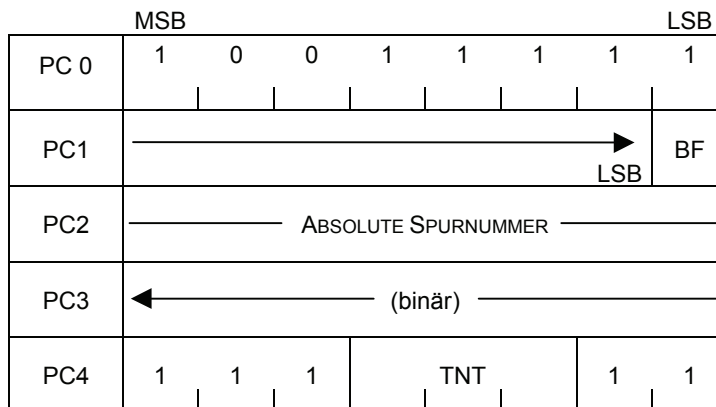 MSB LSB
PC 0 1 0 0 1 1 1 1 1
PC1 BF
LSB
PC2 ABSOLUTE SPURNUMMER
PC3 (binär)
PC4 1 1 1 TNT 1 1